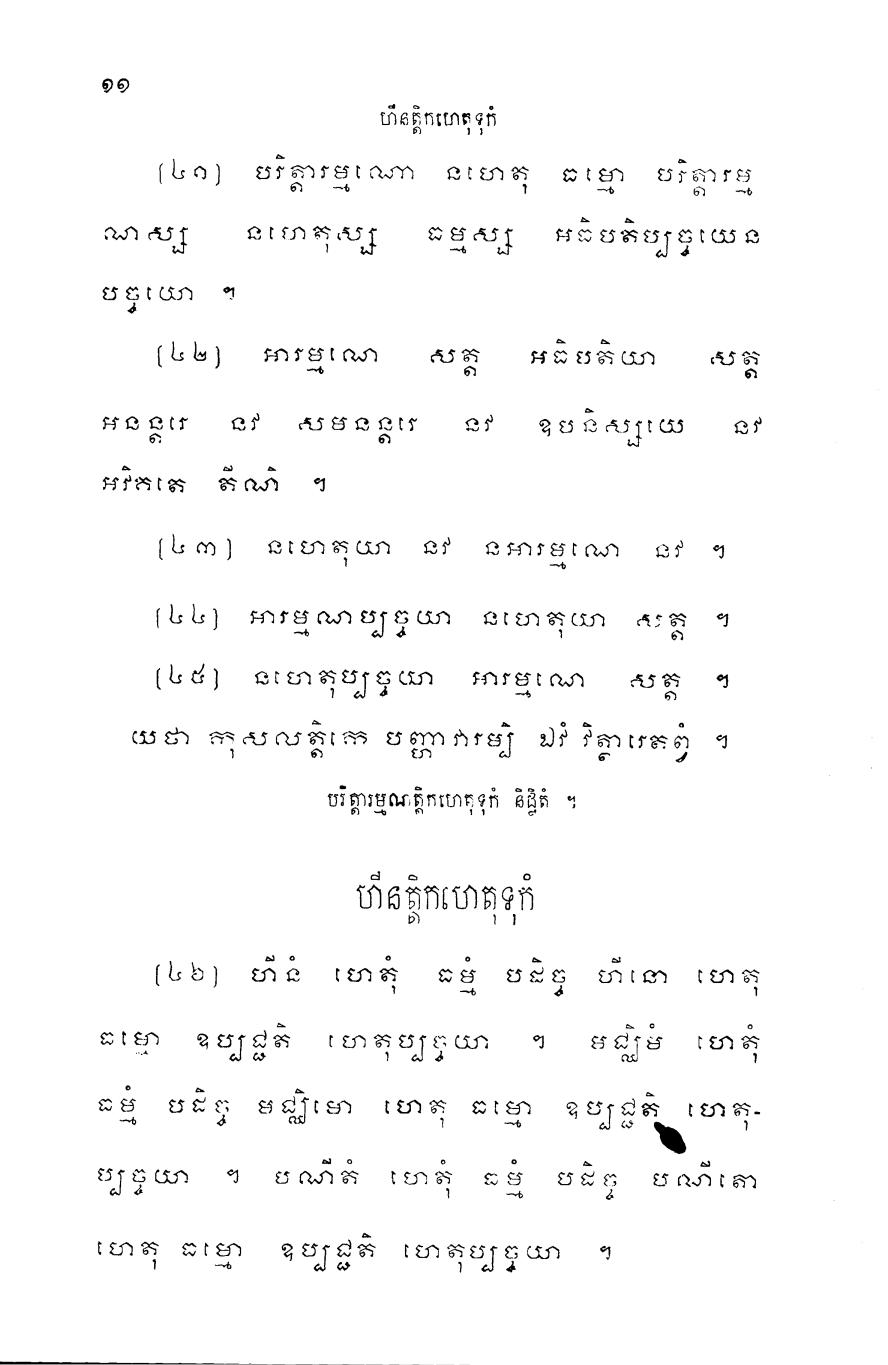 ១១
ហីនត្តិកហេតុទុកំ
(៤១) បរិត្តារម្មណោ នហេតុ ធម្មោ បរិត្តារម្ម
ណស្ស នហេតុស្ស ធម្មស្ស អធិបតិប្បច្ចយេន
បច្ចយោ ។
(៤២) អារម្មណេ សត្ត អធិបតិយា សត្ត
អនន្តរេ នវ សមនន្តរេ នវ ឧបនិស្សយេ នវ
អវិគតេ តីណិ ។
(៤៣) នហេតុយា នវ នអារម្មណេ នវ ។
(៤៤) អារម្មណប្បច្ចយា នហេតុយា សត្ត ។
(៤៥) នហេតុប្បច្ចយា អារម្មណេ សត្ត ។
យថា កុសលត្តិកេ បញ្ហាវារម្បិ ឯវំ វិត្ថារេតព្វំ ។
បរិត្តារម្មណត្តិកហេតុទុកំ និដ្ឋិតំ ។
ហីនត្តិកហេតុទុកំ
(៤៦) ហីនំ ហេតុំ ធម្មំ បដិច្ច ហីនោ ហេតុ
ធម្មោ ឧប្បជ្ជតិ ហេតុប្បច្ចយា ។ មជ្ឈិមំ ហេតុំ
ធម្មំ បដិច្ច មជ្ឈិមោ ហេតុ ធម្មោ ឧប្បជ្ជតិ ហេតុ-
ប្បច្ចយា ។ បណីតំ ហេតុំ ធម្មំ បដិច្ច បណីតោ
ហេតុ ធម្មោ ឧប្បជ្ជតិ ហេតុប្បច្ចយា ។